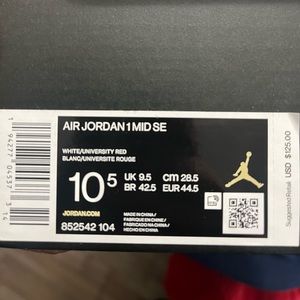 AIR JORDAN 1 MID SE
WHITE/UNIVERSITY RED
BLANC/UNIVERSITE ROUGE
10 5
UK 9.5
CM 28.5
BR 42.5
EUR 44.5
JORDAN.COM
852542 104
MADE IN CHINA/
FABRIQUÉ EN CHINE/
HECHO EN CHINA
Suggested Retail
USD $125.00